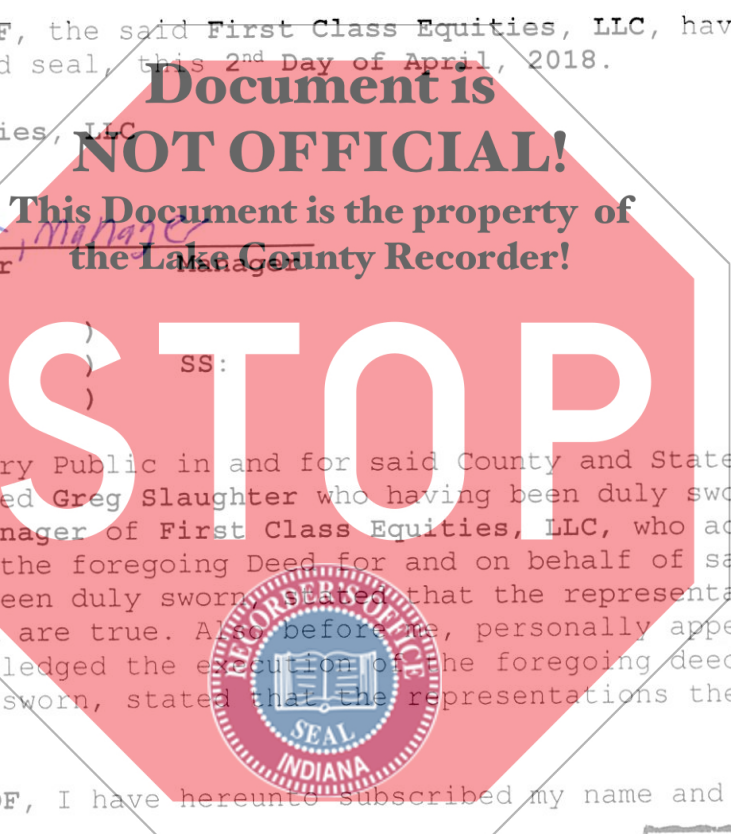 F, the said First Class Equities, LLC, hav
d seal, this 2nd Day of April, 2018.
Document is
ies, LLC
NOT OFFICIAL!
This Document is the property of
, Manager
the Lake County Recorder!
r Manager
)
) SS:
)
STOP
ry Public in and for said County and State
ed Greg Slaughter who having been duly swo
nager of First Class Equities, LLC, who ac
the foregoing Deed for and on behalf of sa
een duly sworn, stated that the representa
are true. Also before me, personally appe
ledged the execution of the foregoing deed
sworn, stated that the representations the
RECORDER'S OFFICE
SEAL
INDIANA
OF, I have hereunto subscribed my name and